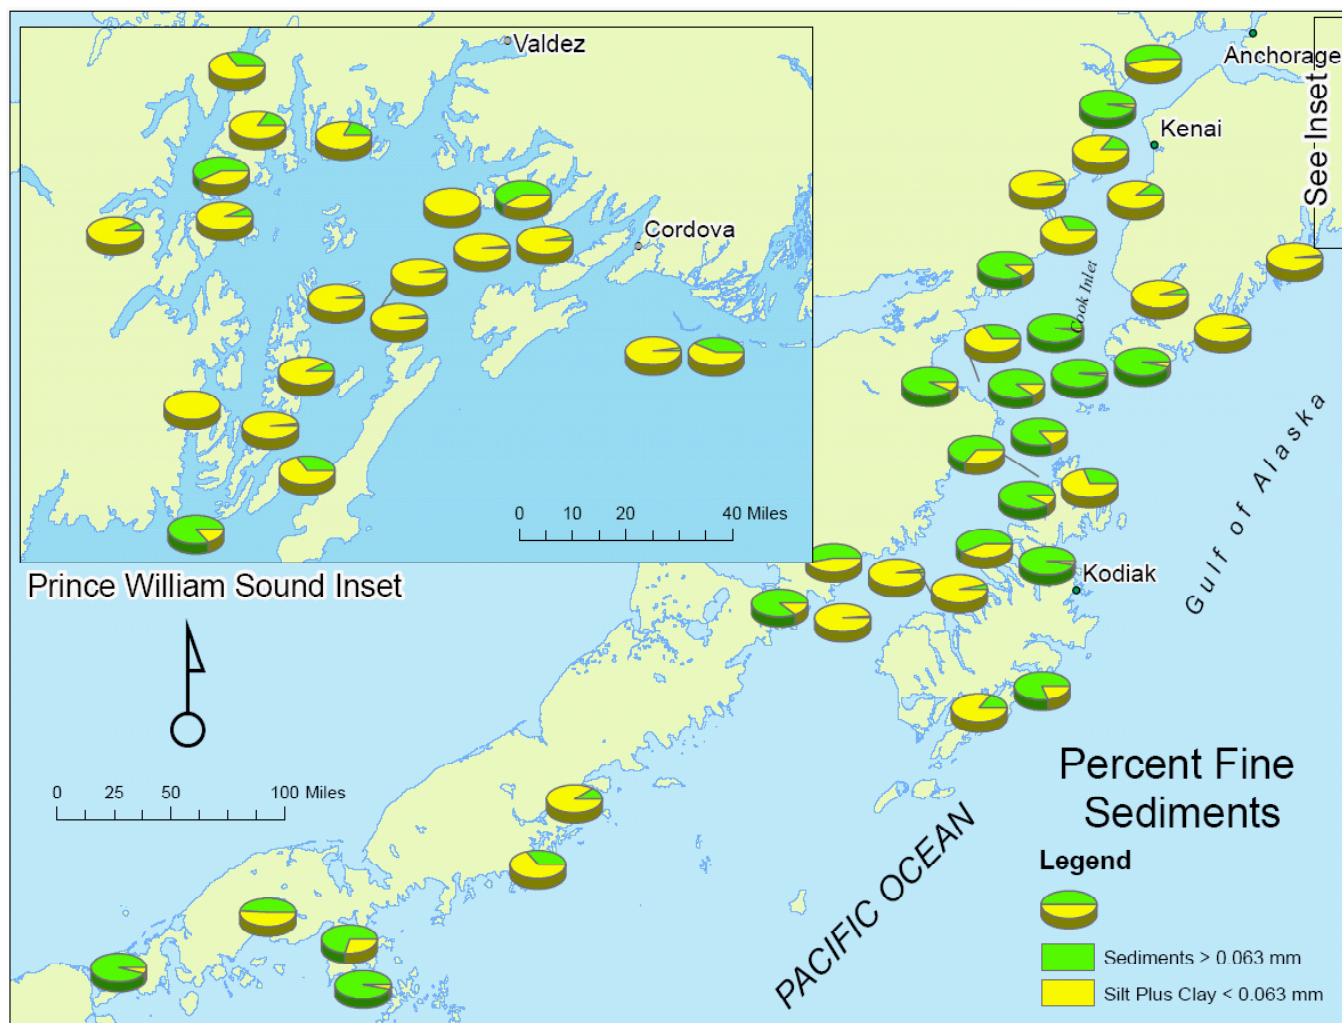 Valdez
Anchorage
Kenai
See Inset
Cordova
Cook Inlet
Gulf of Alaska
0 10 20 40 Miles
Prince William Sound Inset
Kodiak
0 25 50 100 Miles
PACIFIC OCEAN
Percent Fine
Sediments
Legend
Sediments > 0.063 mm
Silt Plus Clay < 0.063 mm